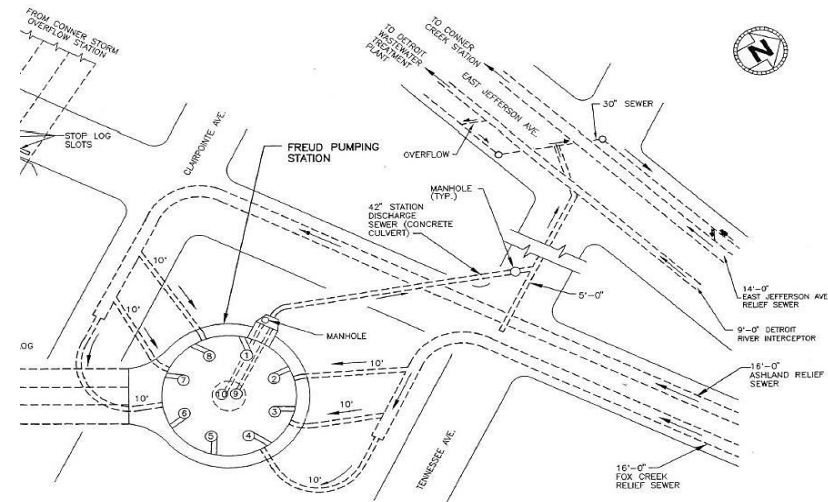 FROM CONNER STORM
OVERFLOW STATION
STOP LOG
SLOTS
CLAIRPOINTE AVE.
FREUD PUMPING
STATION
TO DETROIT
WASTEWATER
TREATMENT
PLANT
TO CONNER
CREEK STATION
EAST JEFFERSON AVE.
N
30" SEWER
OVERFLOW
MANHOLE
(TYP.)
42" STATION
DISCHARGE
SEWER (CONCRETE
CULVERT)
10'
10'
5'-0"
14'-0"
EAST JEFFERSON AVE
RELIEF SEWER
9'-0" DETROIT
RIVER INTERCEPTOR
MANHOLE
LOG
8
1
7
2
10'
10'
10
9
10'
6
3
10'
5
4
10'
16'-0"
ASHLAND RELIEF
SEWER
TENNESSEE AVE.
16'-0"
FOX CREEK
RELIEF SEWER